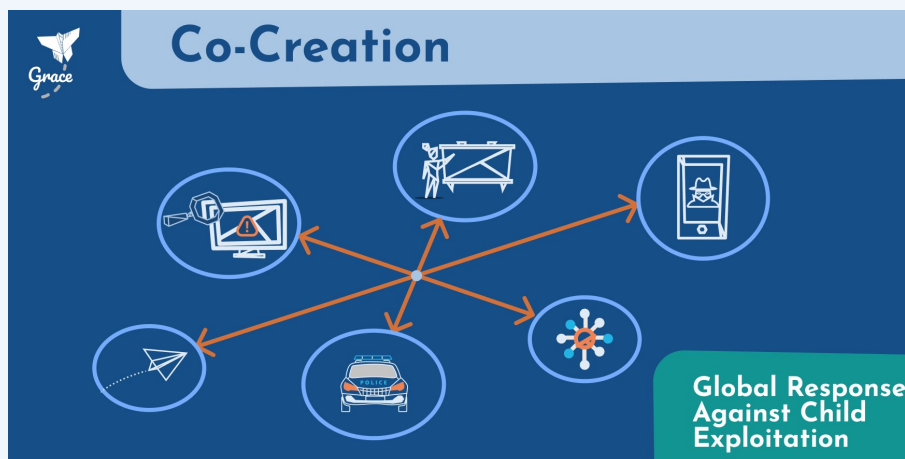 Grace
Co-Creation
POLICE
Global Response
Against Child
Exploitation